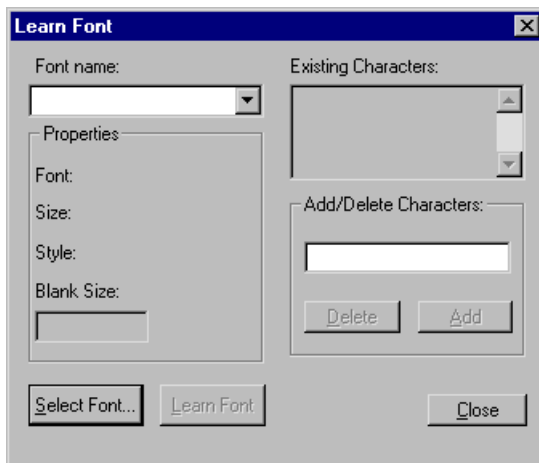 Learn Font
Font name:
Existing Characters:
Properties
Font:
Size:
Style:
Blank Size:
Add/Delete Characters:
Delete
Add
Select Font...
Learn Font
Close